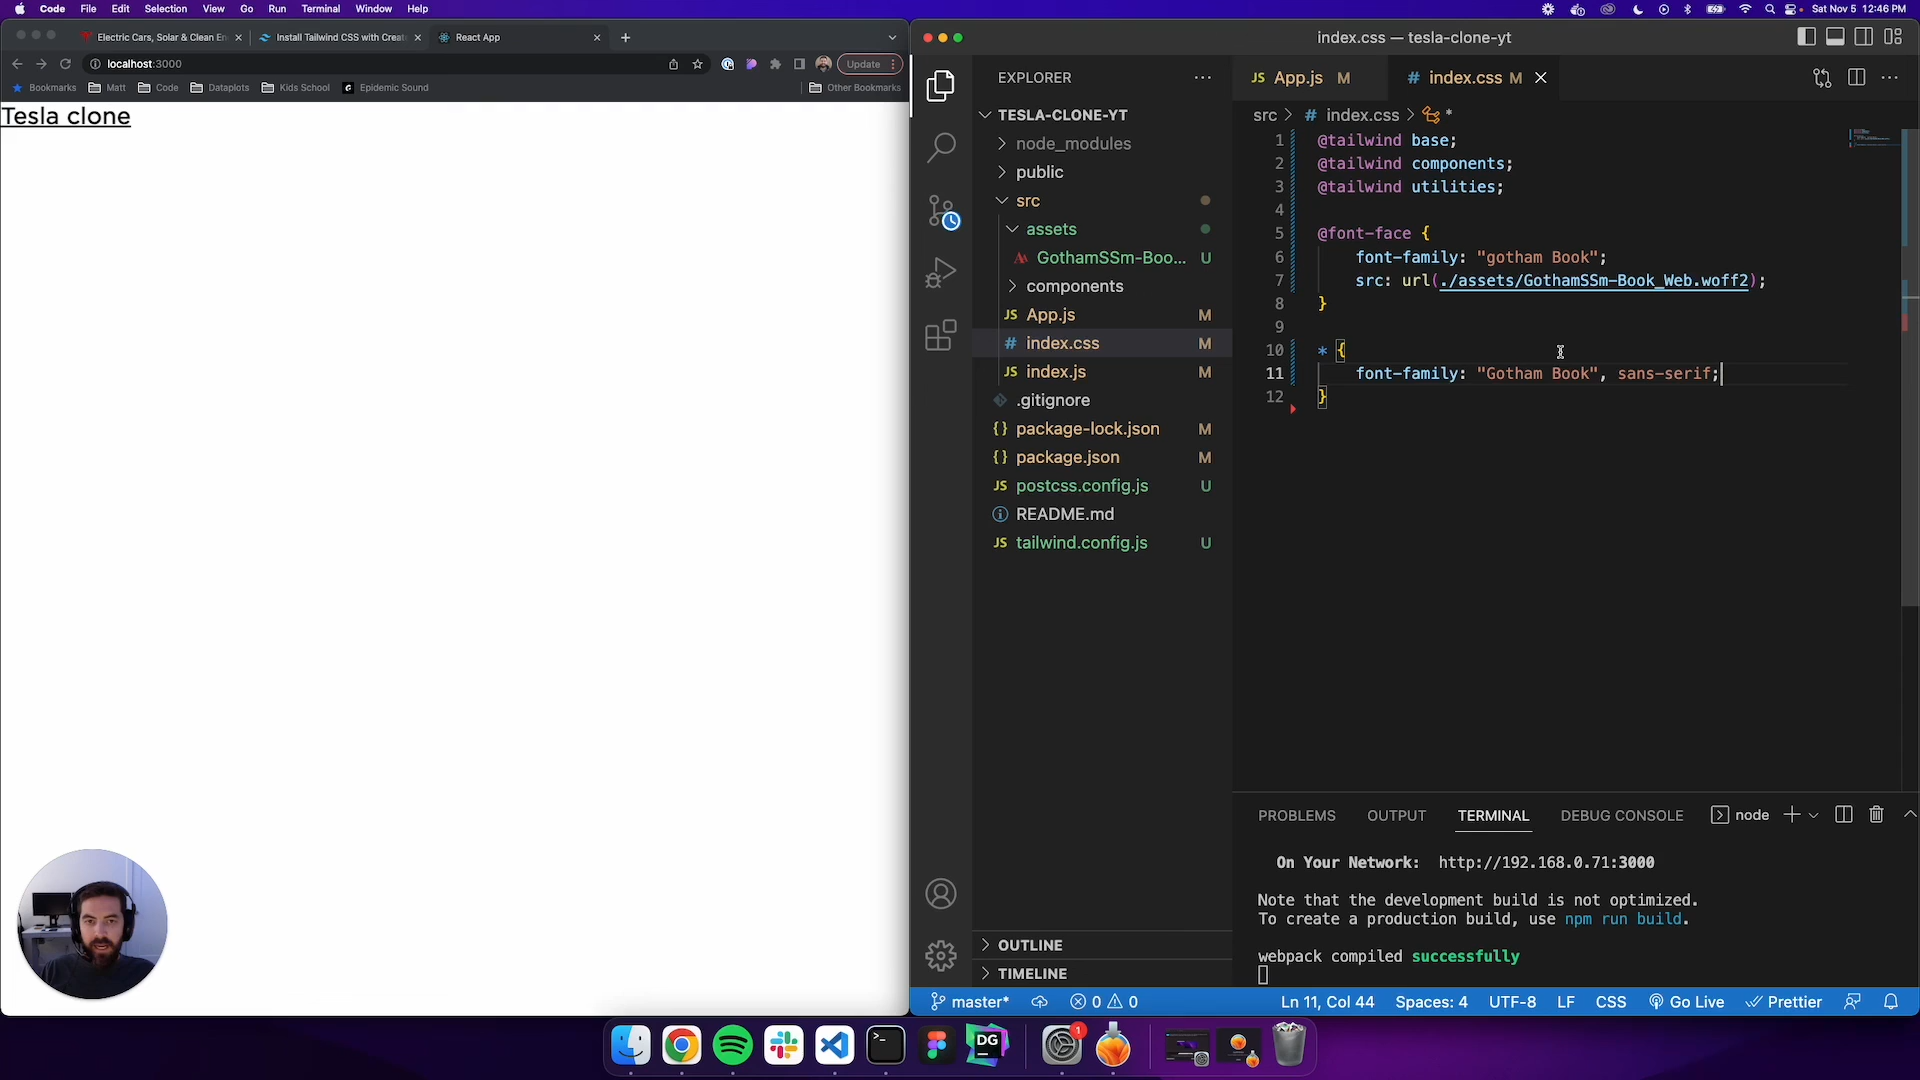 Code File Edit Selection View Go Run Terminal Window Help
Sat Nov 5 12:46 PM
Electric Cars, Solar & Clean En
Install Tailwind CSS with Create
React App
localhost:3000
Update
Bookmarks
Matt
Code
Dataplots
Kids School
Epidemic Sound
Other Bookmarks
Tesla clone
index.css — tesla-clone-yt
EXPLORER
TESLA-CLONE-YT
node_modules
public
src
assets
GothamSSm-Boo... U
components
JS App.js M
# index.css M
JS index.js M
.gitignore
{} package-lock.json M
{} package.json M
JS postcss.config.js U
README.md
JS tailwind.config.js U
OUTLINE
TIMELINE
JS App.js M
# index.css M
src > # index.css > *
1 @tailwind base;
2 @tailwind components;
3 @tailwind utilities;
4
5 @font-face {
6 font-family: "gotham Book";
7 src: url(./assets/GothamSSm-Book_Web.woff2);
8 }
9
10 * {
11 font-family: "Gotham Book", sans-serif;
12 }
PROBLEMS OUTPUT TERMINAL DEBUG CONSOLE
node
On Your Network: http://192.168.0.71:3000
Note that the development build is not optimized.
To create a production build, use npm run build.
webpack compiled successfully
master* 0 0
Ln 11, Col 44 Spaces: 4 UTF-8 LF CSS Go Live Prettier
DG
1